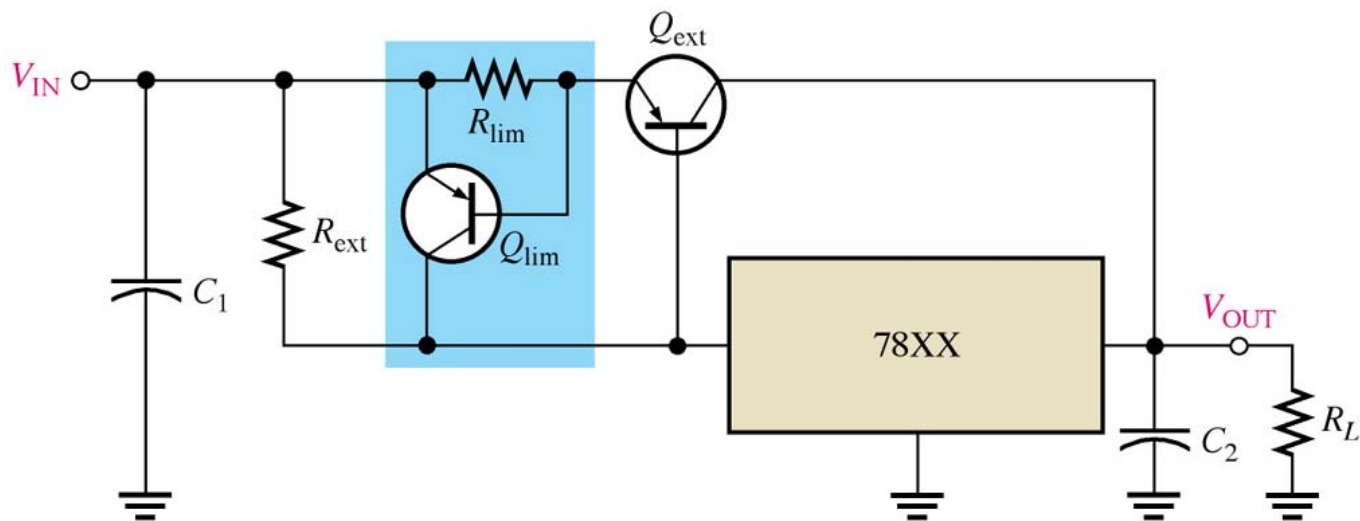 Q_ext
V_IN
R_lim
R_ext
Q_lim
C_1
78XX
V_OUT
C_2
R_L